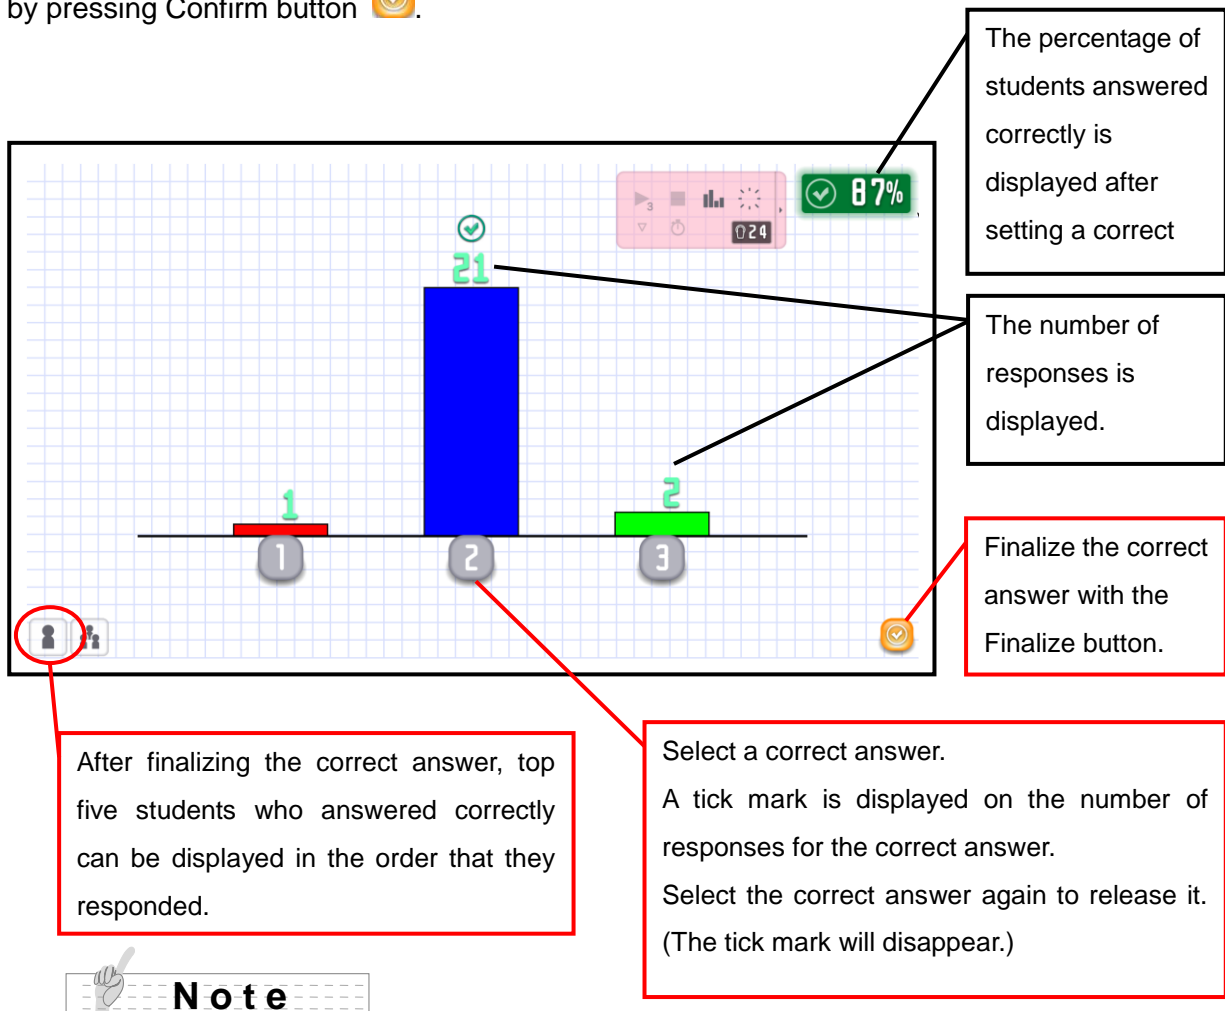 by pressing Confirm button .
The percentage of
students answered
correctly is
displayed after
setting a correct
3
24
87%
21
The number of
responses is
displayed.
1
2
1
2
3
Finalize the correct
answer with the
Finalize button.
After finalizing the correct answer, top
five students who answered correctly
can be displayed in the order that they
responded.
Select a correct answer.
A tick mark is displayed on the number of
responses for the correct answer.
Select the correct answer again to release it.
(The tick mark will disappear.)
Note